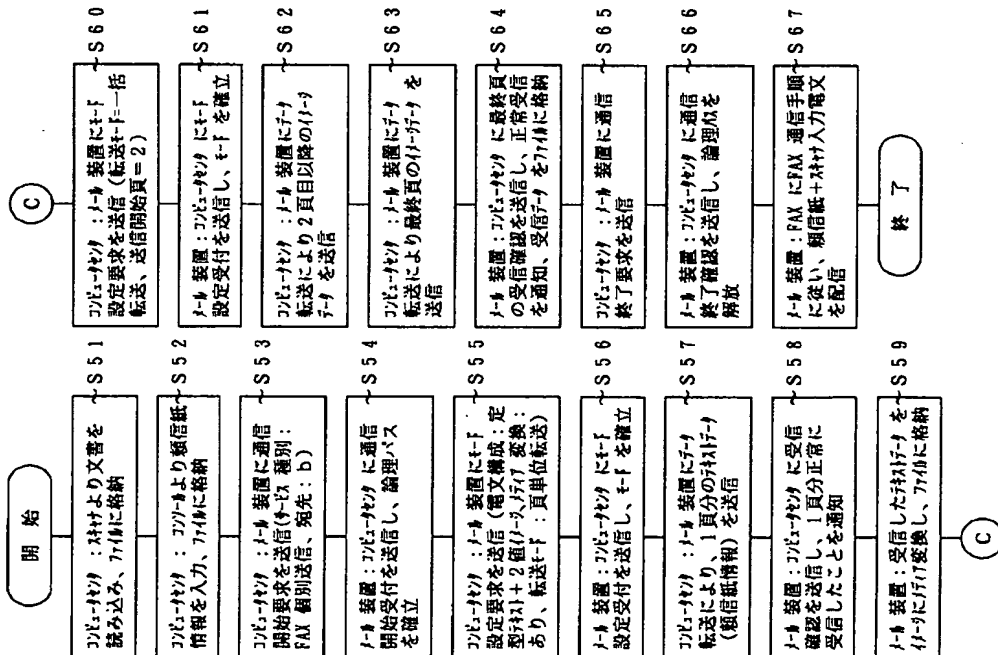 開 始
コンピュータセンタ：スキャナより文書を
読み込み、ファイルに格納
～S51
コンピュータセンタ：コンソールより頼信紙
情報を入力、ファイルに格納
～S52
コンピュータセンタ：メール 装置に通信
開始要求を送信(サービス 種別：
FAX 個別送信、宛先：b)
～S53
メール 装置：コンピュータセンタ に通信
開始受付を送信し、論理パス
を確立
～S54
コンピュータセンタ：メール 装置にモード
設定要求を送信(電文構成：定
型テキスト＋2値イメージ、メディア 変換：
あり、転送モード：頁単位転送)
～S55
メール 装置：コンピュータセンタ にモード
設定受付を送信し、モード を確立
～S56
コンピュータセンタ：メール 装置にデータ
転送により、1頁分のテキストデータ
(頼信紙情報)を送信
～S57
メール 装置：コンピュータセンタに受信
確認を送信し、1頁分正常に
受信したことを通知
～S58
メール 装置：受信したテキストデータ を
イメージにメディア変換し、ファイルに格納
～S59
C
C
コンピュータセンタ：メール 装置にモード
設定要求を送信(転送モード＝一括
転送、送信開始頁＝2)
～S60
メール 装置：コンピュータセンタ にモード
設定受付を送信し、モード を確立
～S61
コンピュータセンタ：メール 装置にデータ
転送により2頁目以降のイメージ
データ を送信
～S62
コンピュータセンタ：メール 装置にデータ
転送により最終頁のイメージデータ を
送信
～S63
メール 装置：コンピュータセンタ に最終頁
の受信確認を送信し、正常受信
を通知、受信データ をファイルに格納
～S64
コンピュータセンタ：メール 装置に通信
終了要求を送信
～S65
メール 装置：コンピュータセンタ に通信
終了確認を送信し、論理パスを
解放
～S66
メール 装置：FAX にFAX 通信手順
に従い、頼信紙＋スキャナ入力電文
を配信
～S67
終 了